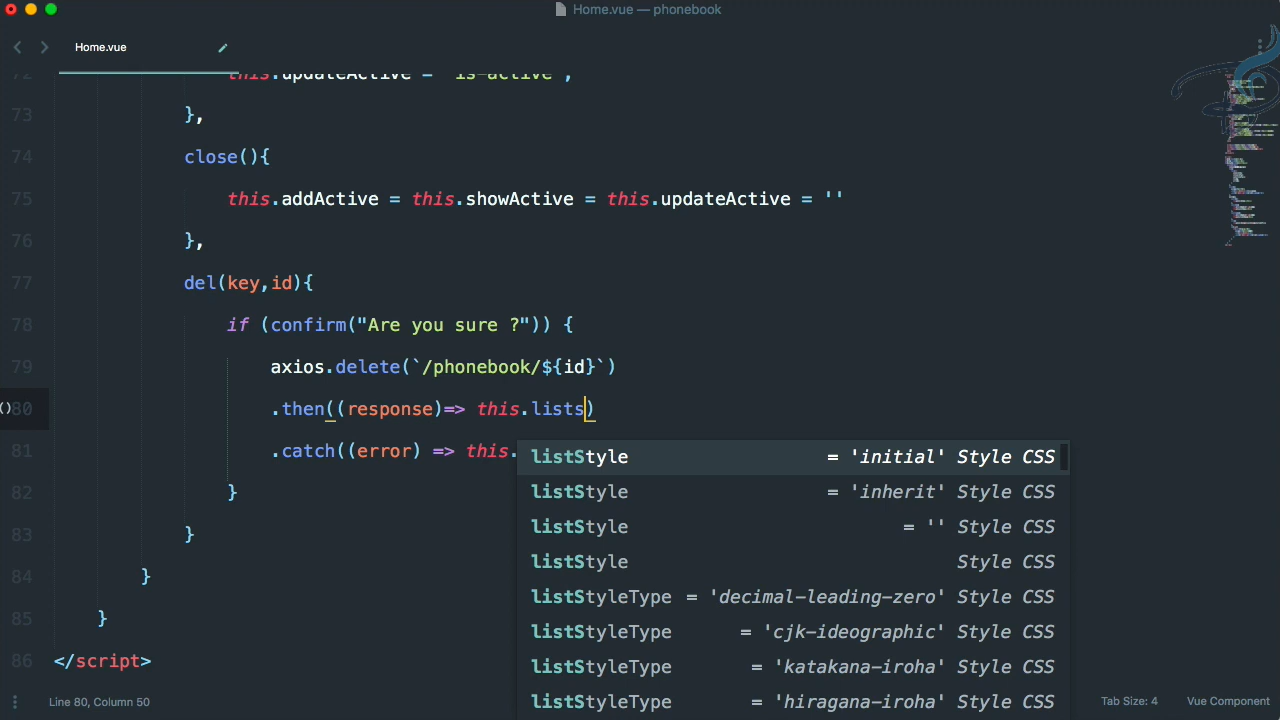 Home.vue — phonebook
Home.vue
72 this.updateActive = 'is-active';
73 },
74 close(){
75 this.addActive = this.showActive = this.updateActive = ''
76 },
77 del(key,id){
78 if (confirm("Are you sure ?")) {
79 axios.delete(`/phonebook/${id}`)
80 .then((response)=> this.lists)
81 .catch((error) => this.
82 }
83 }
84 }
85 }
86 </script>
listStyle = 'initial' Style CSS
listStyle = 'inherit' Style CSS
listStyle = '' Style CSS
listStyle Style CSS
listStyleType = 'decimal-leading-zero' Style CSS
listStyleType = 'cjk-ideographic' Style CSS
listStyleType = 'katakana-iroha' Style CSS
listStyleType = 'hiragana-iroha' Style CSS
Line 80, Column 50
Tab Size: 4
Vue Component